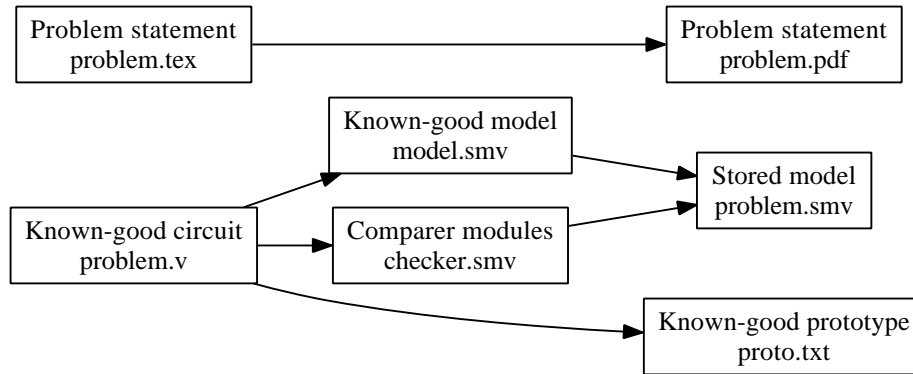 Problem statement
problem.tex
Problem statement
problem.pdf
Known-good model
model.smv
Stored model
problem.smv
Known-good circuit
problem.v
Comparer modules
checker.smv
Known-good prototype
proto.txt